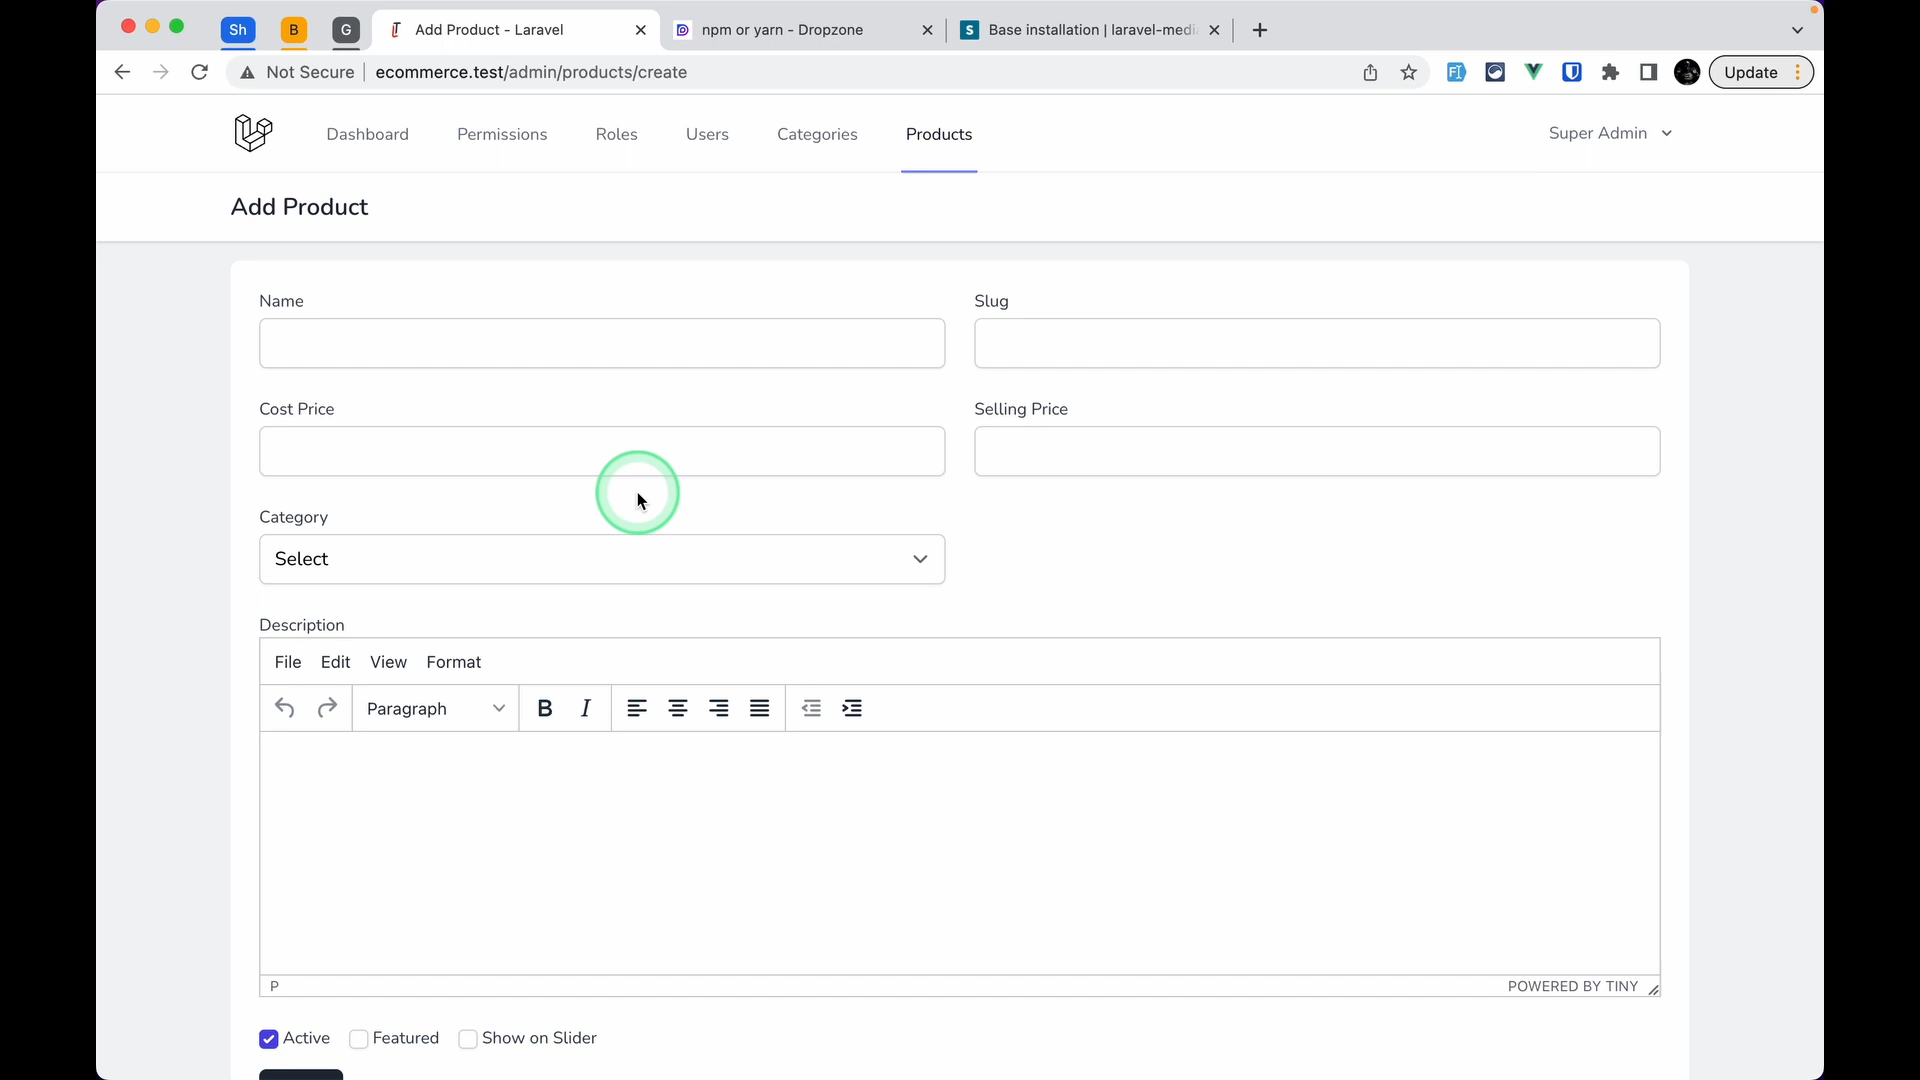 Sh
B
G
Add Product - Laravel
npm or yarn - Dropzone
Base installation | laravel-medi
Not Secure
ecommerce.test/admin/products/create
Update
Dashboard
Permissions
Roles
Users
Categories
Products
Super Admin
Add Product
Name
Slug
Cost Price
Selling Price
Category
Select
Description
File Edit View Format
Paragraph
B
I
P
POWERED BY TINY
Active
Featured
Show on Slider